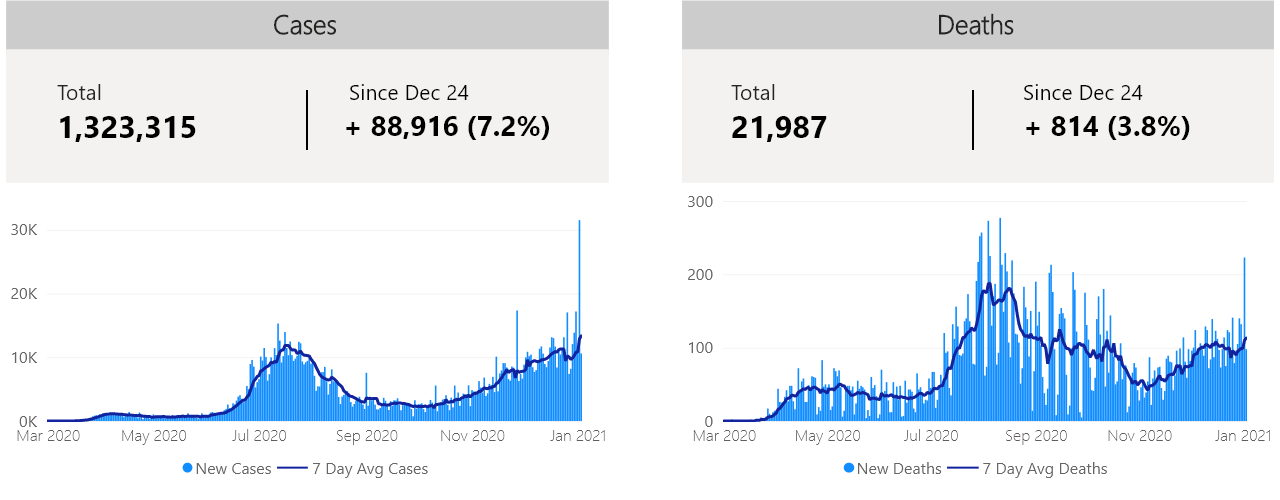 Cases
Total
Since Dec 24
1,323,315
+ 88,916 (7.2%)
30K
20K
10K
0K
Mar 2020 May 2020 Jul 2020 Sep 2020 Nov 2020 Jan 2021
New Cases 7 Day Avg Cases
Deaths
Total
Since Dec 24
21,987
+ 814 (3.8%)
300
200
100
0
Mar 2020 May 2020 Jul 2020 Sep 2020 Nov 2020 Jan 2021
New Deaths 7 Day Avg Deaths